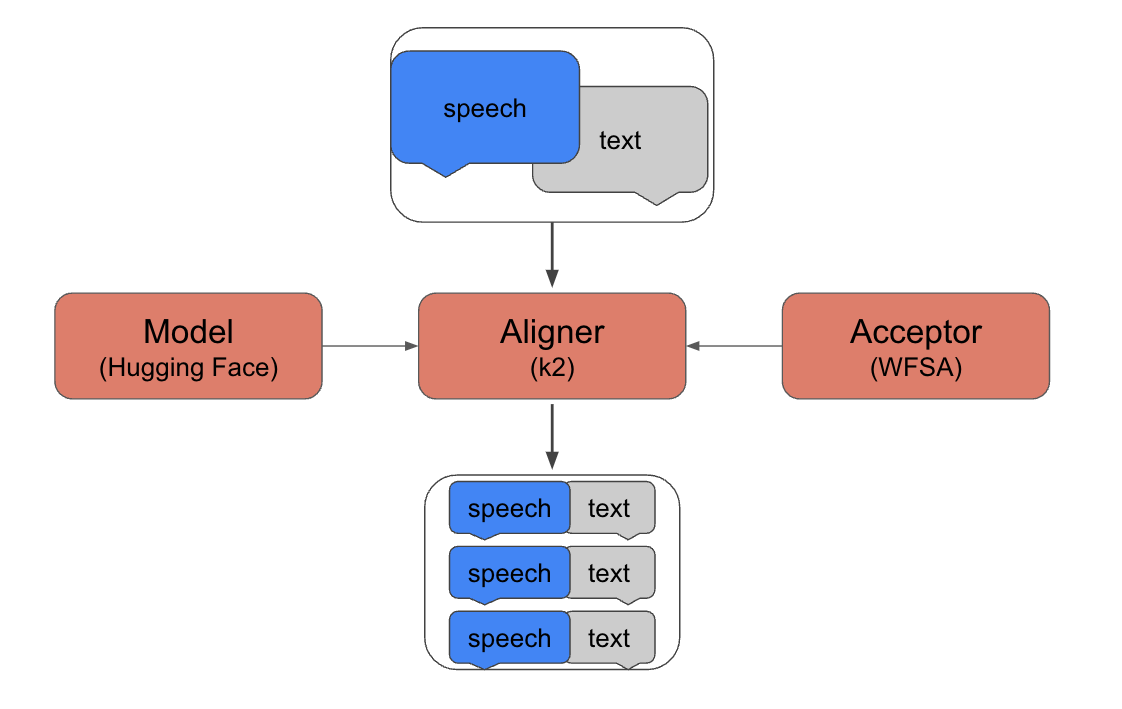 speech
text
Model
(Hugging Face)
Aligner
(k2)
Acceptor
(WFSA)
speech text
speech text
speech text